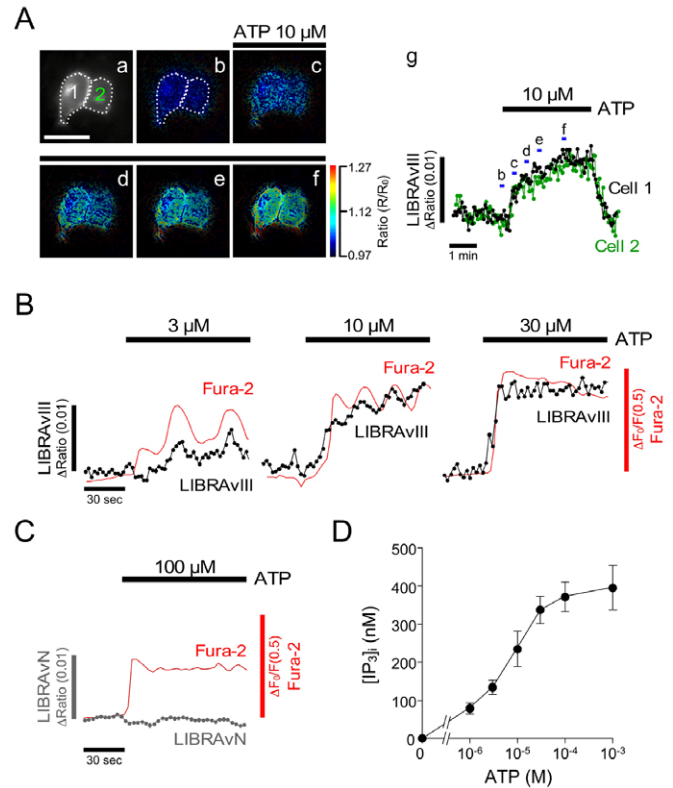 A
ATP 10 µM
a
b
c
1
2
d
e
f
1.27
1.12
0.97
Ratio (R/R₀)
g
10 µM
ATP
b
c
d
e
f
LIBRAvIII
ΔRatio (0.01)
Cell 1
Cell 2
1 min
B
3 µM
10 µM
30 µM
ATP
LIBRAvIII
ΔRatio (0.01)
Fura-2
LIBRAvIII
Fura-2
LIBRAvIII
Fura-2
LIBRAvIII
ΔF₀/F(0.5)
Fura-2
30 sec
C
100 µM
ATP
LIBRAvN
ΔRatio (0.01)
Fura-2
LIBRAvN
ΔF₀/F(0.5)
Fura-2
30 sec
D
[IP₃]i (nM)
500
400
300
200
100
0
0
10⁻⁶
10⁻⁵
10⁻⁴
10⁻³
ATP (M)